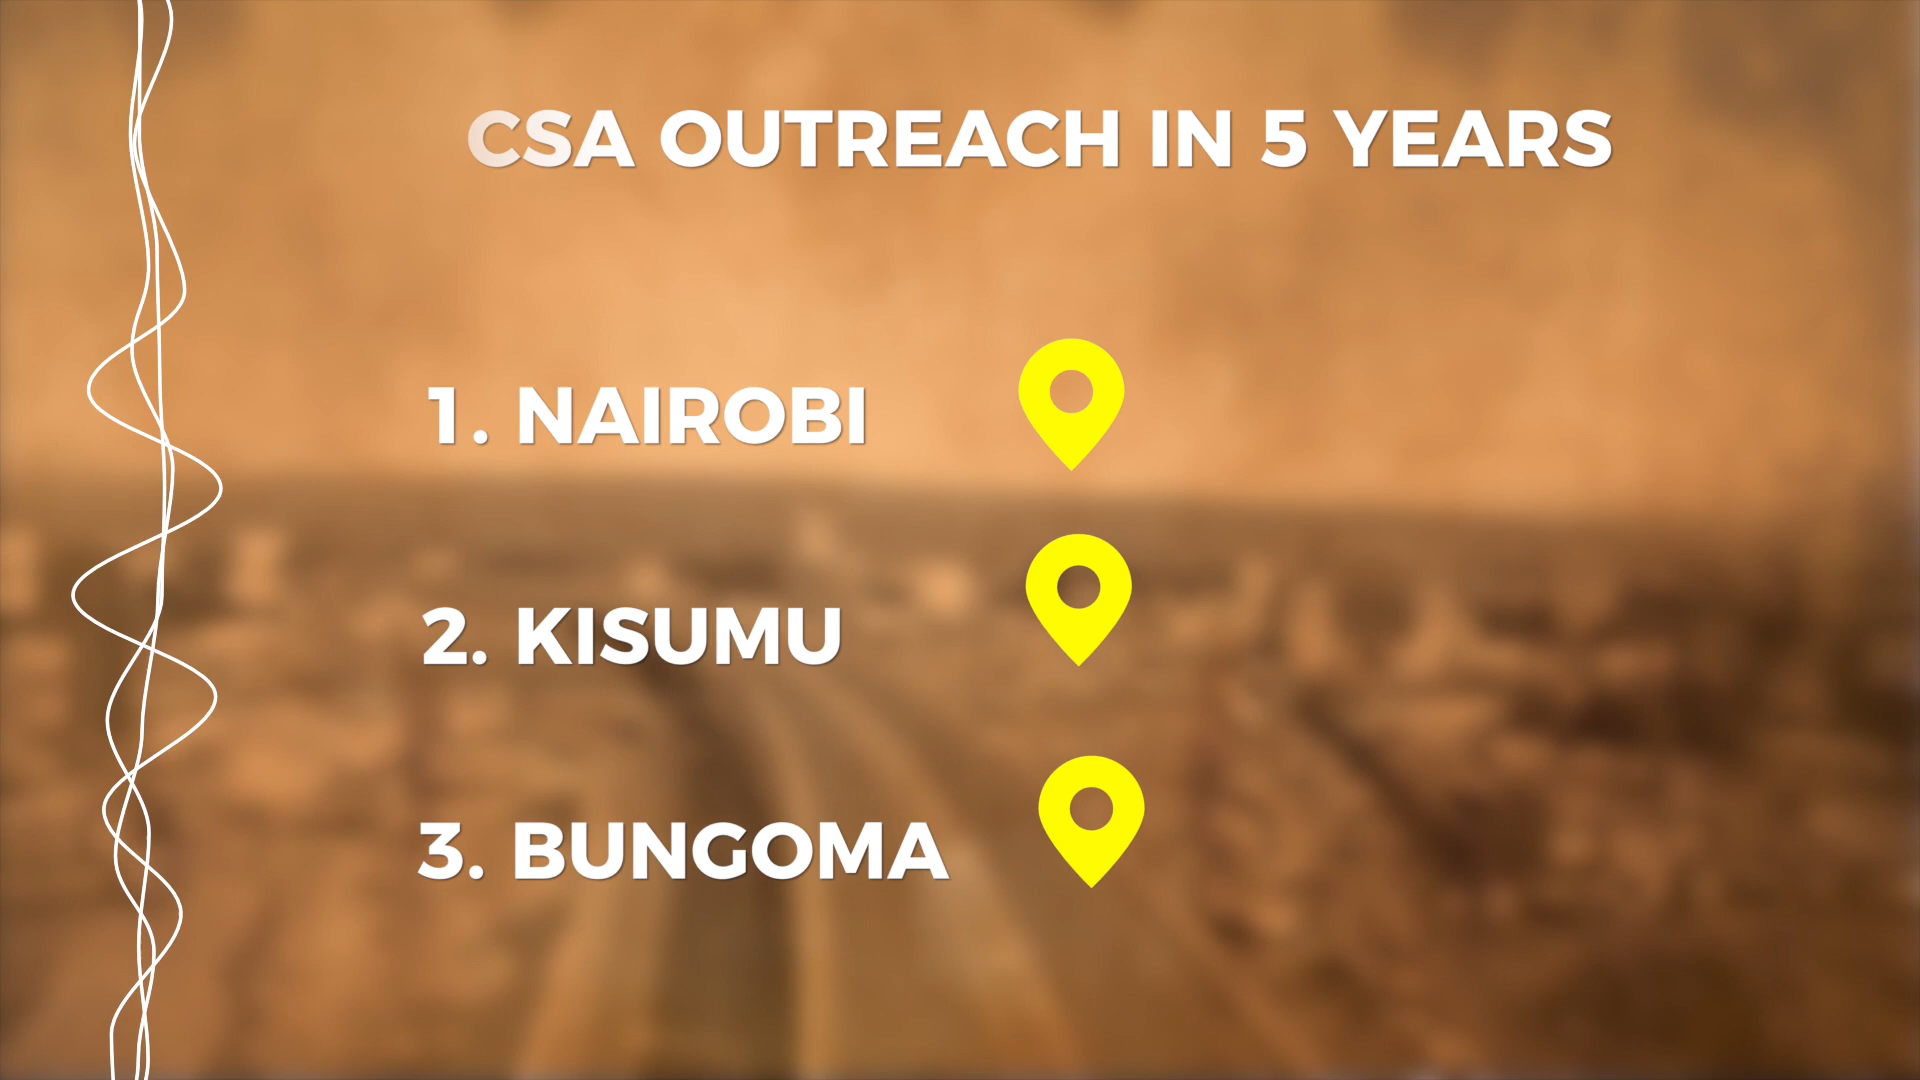 CSA OUTREACH IN 5 YEARS
1. NAIROBI
2. KISUMU
3. BUNGOMA